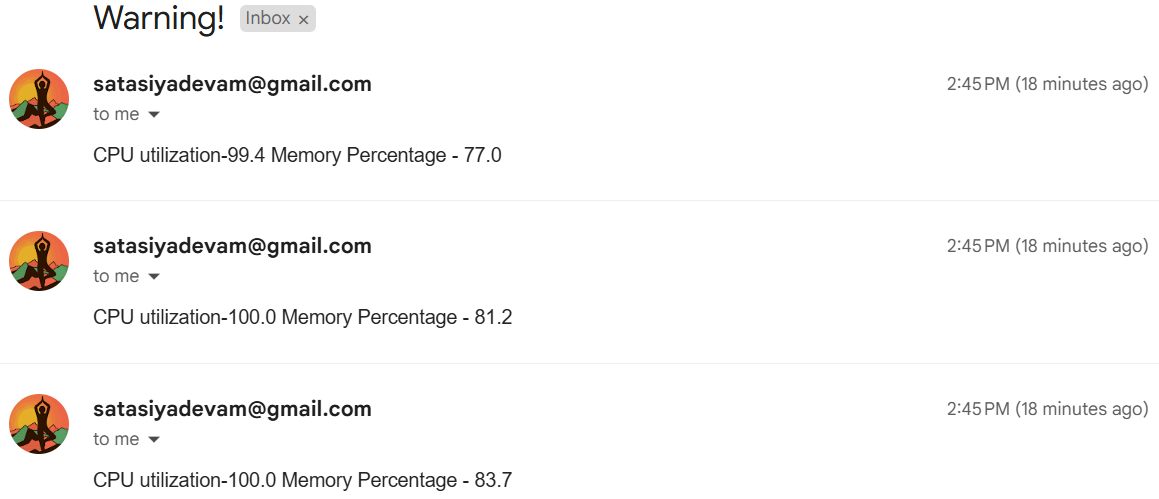 Warning! Inbox ×
satasiyadevam@gmail.com 2:45 PM (18 minutes ago)
to me
CPU utilization-99.4 Memory Percentage - 77.0
satasiyadevam@gmail.com 2:45 PM (18 minutes ago)
to me
CPU utilization-100.0 Memory Percentage - 81.2
satasiyadevam@gmail.com 2:45 PM (18 minutes ago)
to me
CPU utilization-100.0 Memory Percentage - 83.7